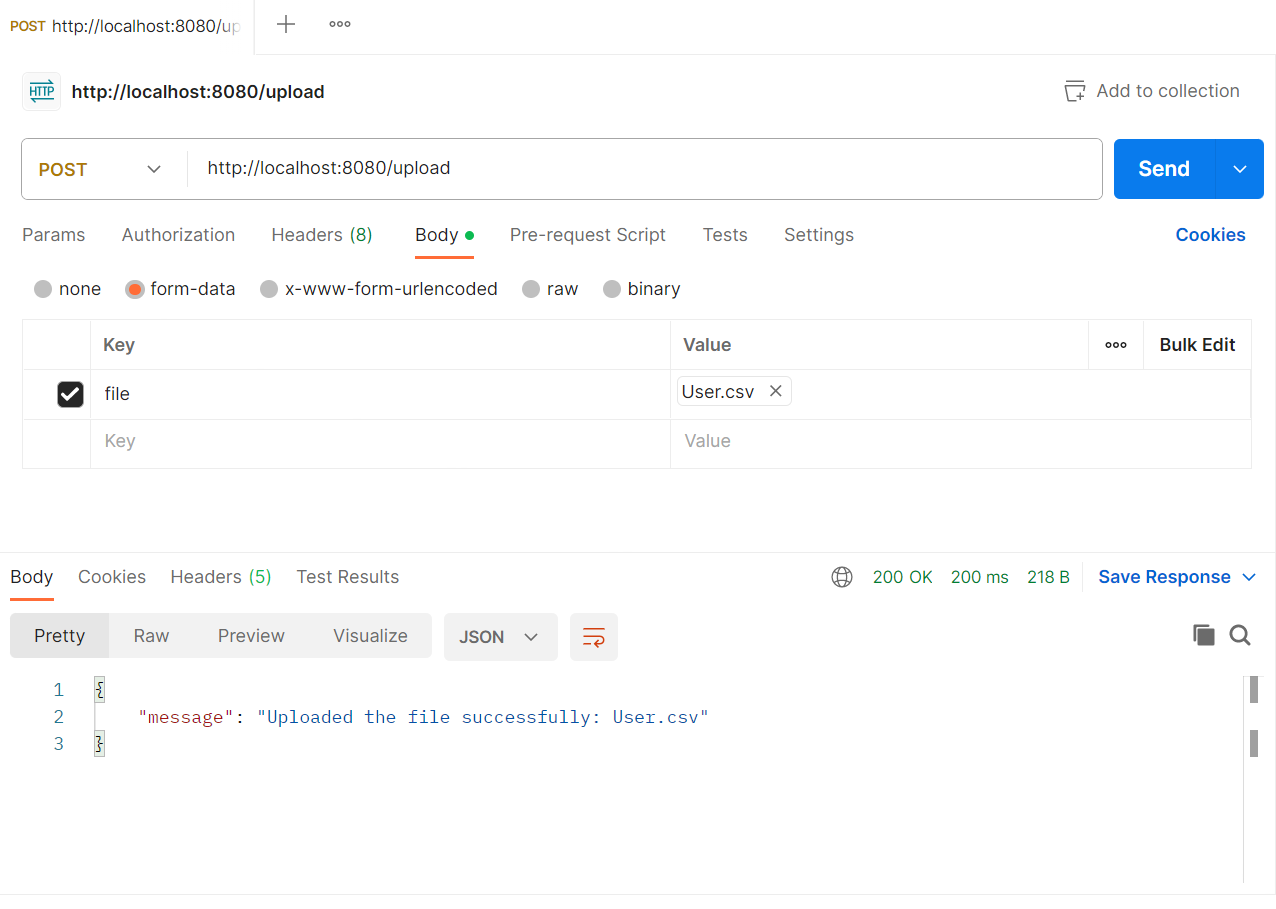 POST http://localhost:8080/up
HTTP http://localhost:8080/upload
Add to collection
POST http://localhost:8080/upload
Send
Params Authorization Headers (8) Body Pre-request Script Tests Settings Cookies
none form-data x-www-form-urlencoded raw binary
Key Value Bulk Edit
file User.csv
Key Value
Body Cookies Headers (5) Test Results 200 OK 200 ms 218 B Save Response
Pretty Raw Preview Visualize JSON
1 {
2 "message": "Uploaded the file successfully: User.csv"
3 }